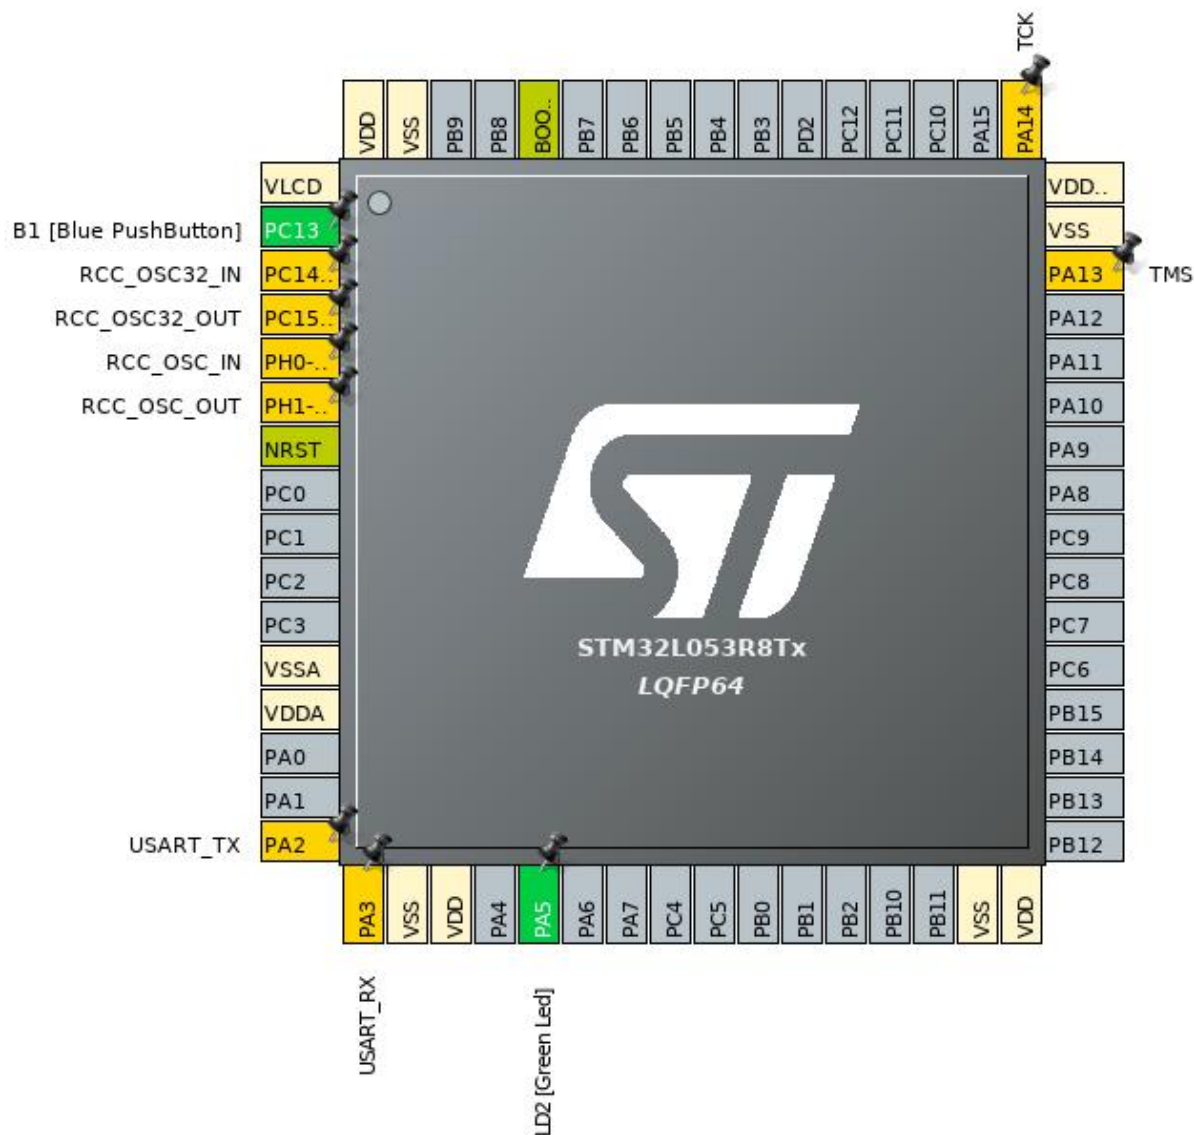 TCK
VDD
VSS
PB9
PB8
BOO..
PB7
PB6
PB5
PB4
PB3
PD2
PC12
PC11
PC10
PA15
PA14
VLCD
B1 [Blue PushButton] PC13
RCC_OSC32_IN PC14..
RCC_OSC32_OUT PC15..
RCC_OSC_IN PH0-..
RCC_OSC_OUT PH1-..
NRST
PC0
PC1
PC2
PC3
VSSA
VDDA
PA0
PA1
USART_TX PA2
VDD..
VSS
PA13 TMS
PA12
PA11
PA10
PA9
PA8
PC9
PC8
PC7
PC6
PB15
PB14
PB13
PB12
ST
STM32L053R8Tx
LQFP64
PA3
VSS
VDD
PA4
PA5
PA6
PA7
PC4
PC5
PB0
PB1
PB2
PB10
PB11
VSS
VDD
USART_RX
LD2 [Green Led]